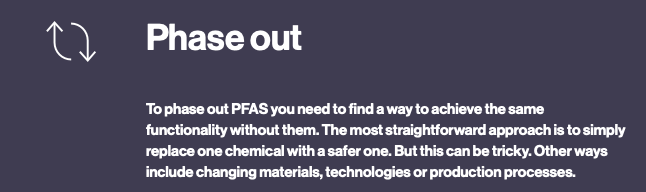 Phase out
To phase out PFAS you need to find a way to achieve the same
functionality without them. The most straightforward approach is to simply
replace one chemical with a safer one. But this can be tricky. Other ways
include changing materials, technologies or production processes.